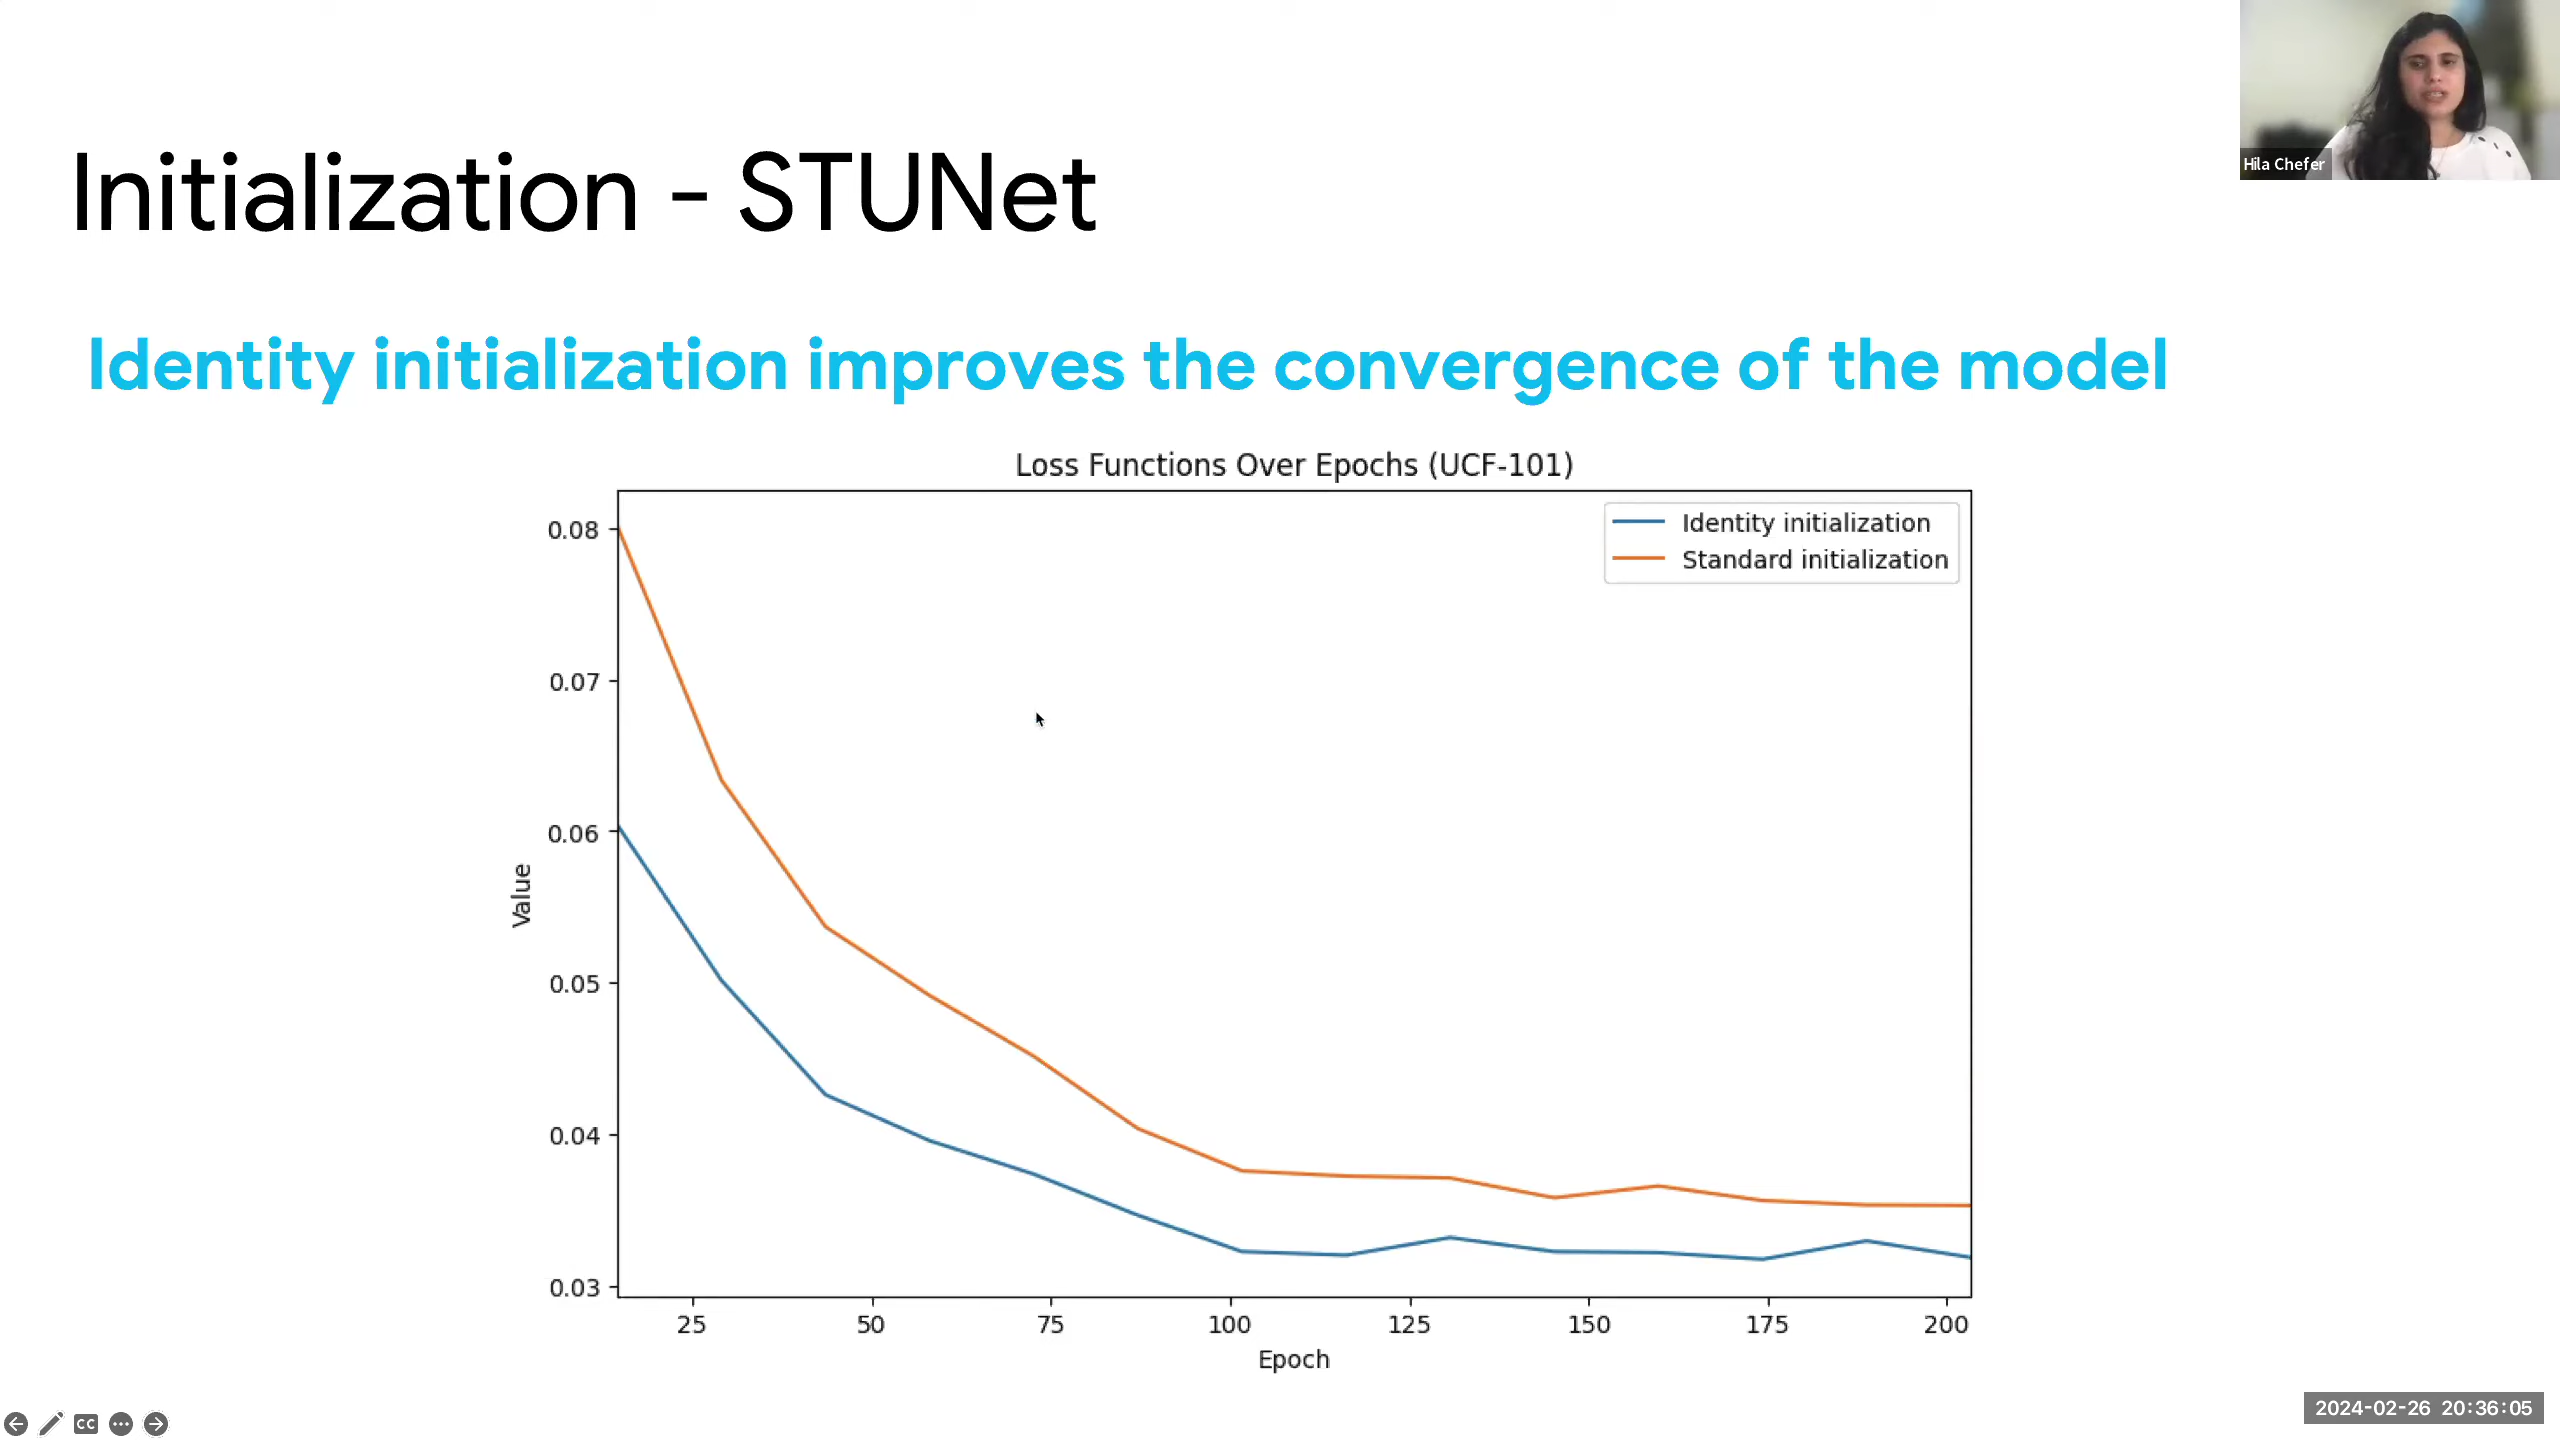 Hila Chefer
Initialization - STUNet
Identity initialization improves the convergence of the model
Loss Functions Over Epochs (UCF-101)
Identity initialization
Standard initialization
0.08
0.07
0.06
0.05
0.04
0.03
Value
25 50 75 100 125 150 175 200
Epoch
CC
2024-02-26 20:36:05